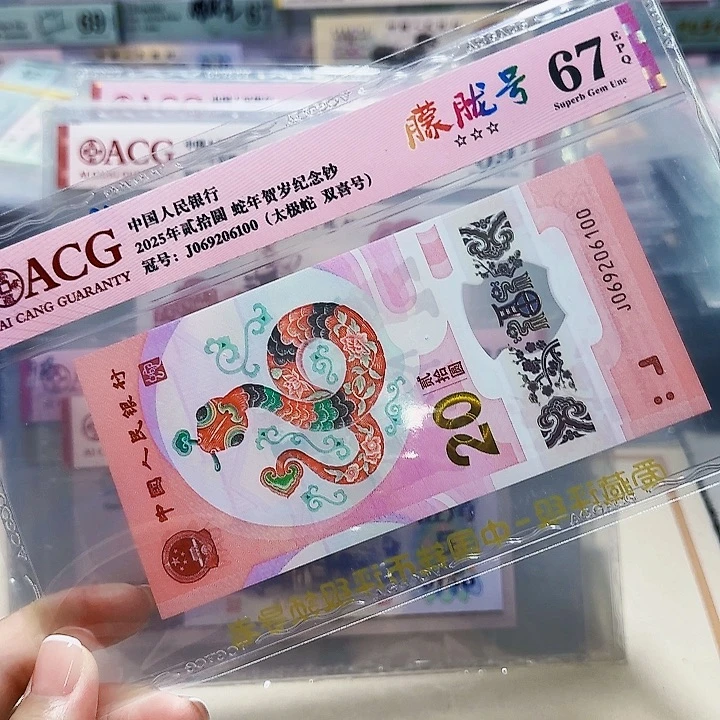 ACG
AI CANG GUARANTY
中国人民银行
2025年贰拾圆 蛇年贺岁纪念钞
冠号: J069206100 (太极蛇 双喜号)
朦胧号
☆☆☆
67
EPQ
Superb Gem Unc
中国人民银行
贰拾圆
20
J069206100
ACG
69